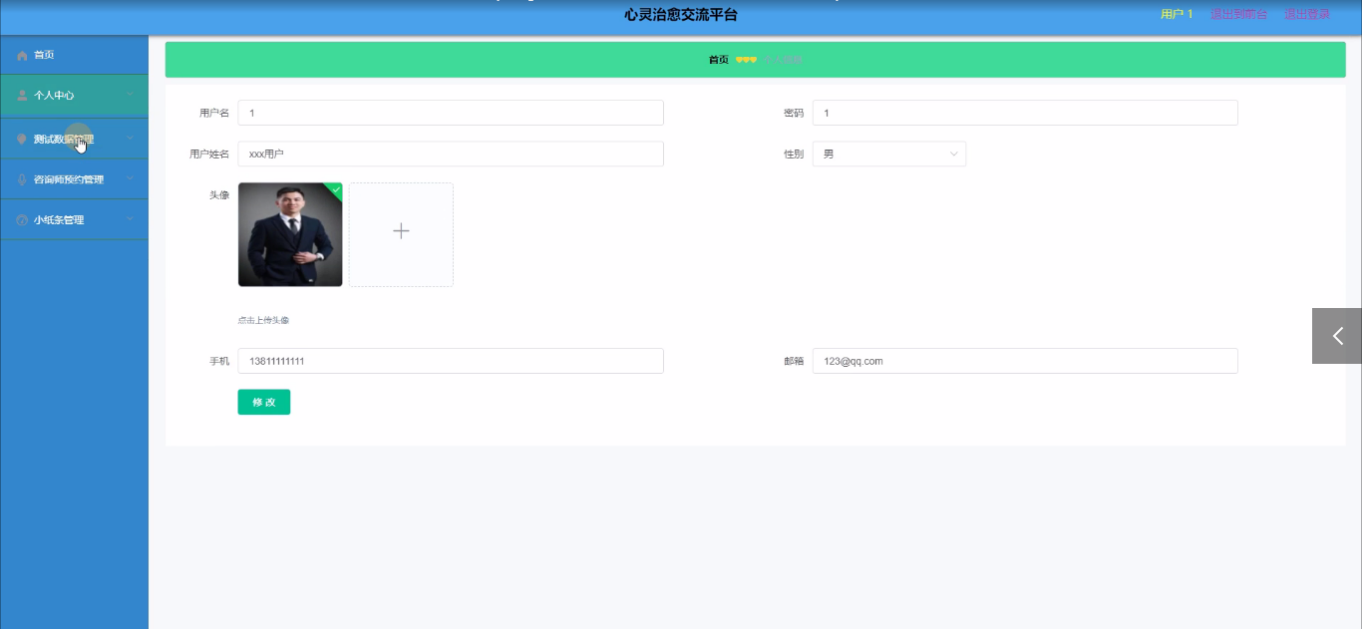 心灵治愈交流平台
用户 1 退出到前台 退出登录
首页
个人中心
测试数据管理
咨询师预约管理
小纸条管理
首页
用户名 1
密码 1
用户姓名 xxx用户
性别 男
头像
点击上传头像
手机 13811111111
邮箱 123@qq.com
修 改